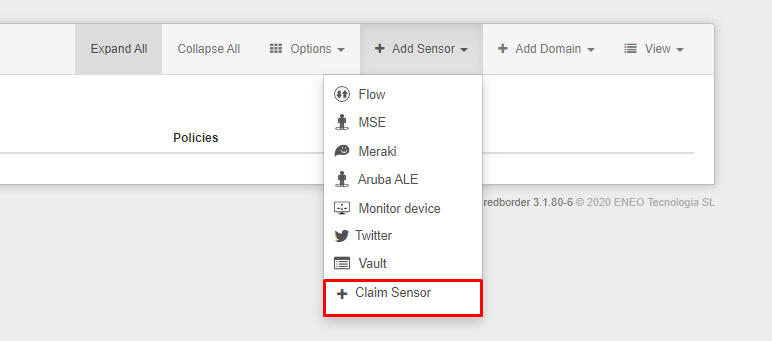 Expand All Collapse All Options Add Sensor Add Domain View
Flow
MSE
Policies
Meraki
Aruba ALE
Monitor device
redborder 3.1.80-6 © 2020 ENEO Tecnologia SL
Twitter
Vault
Claim Sensor